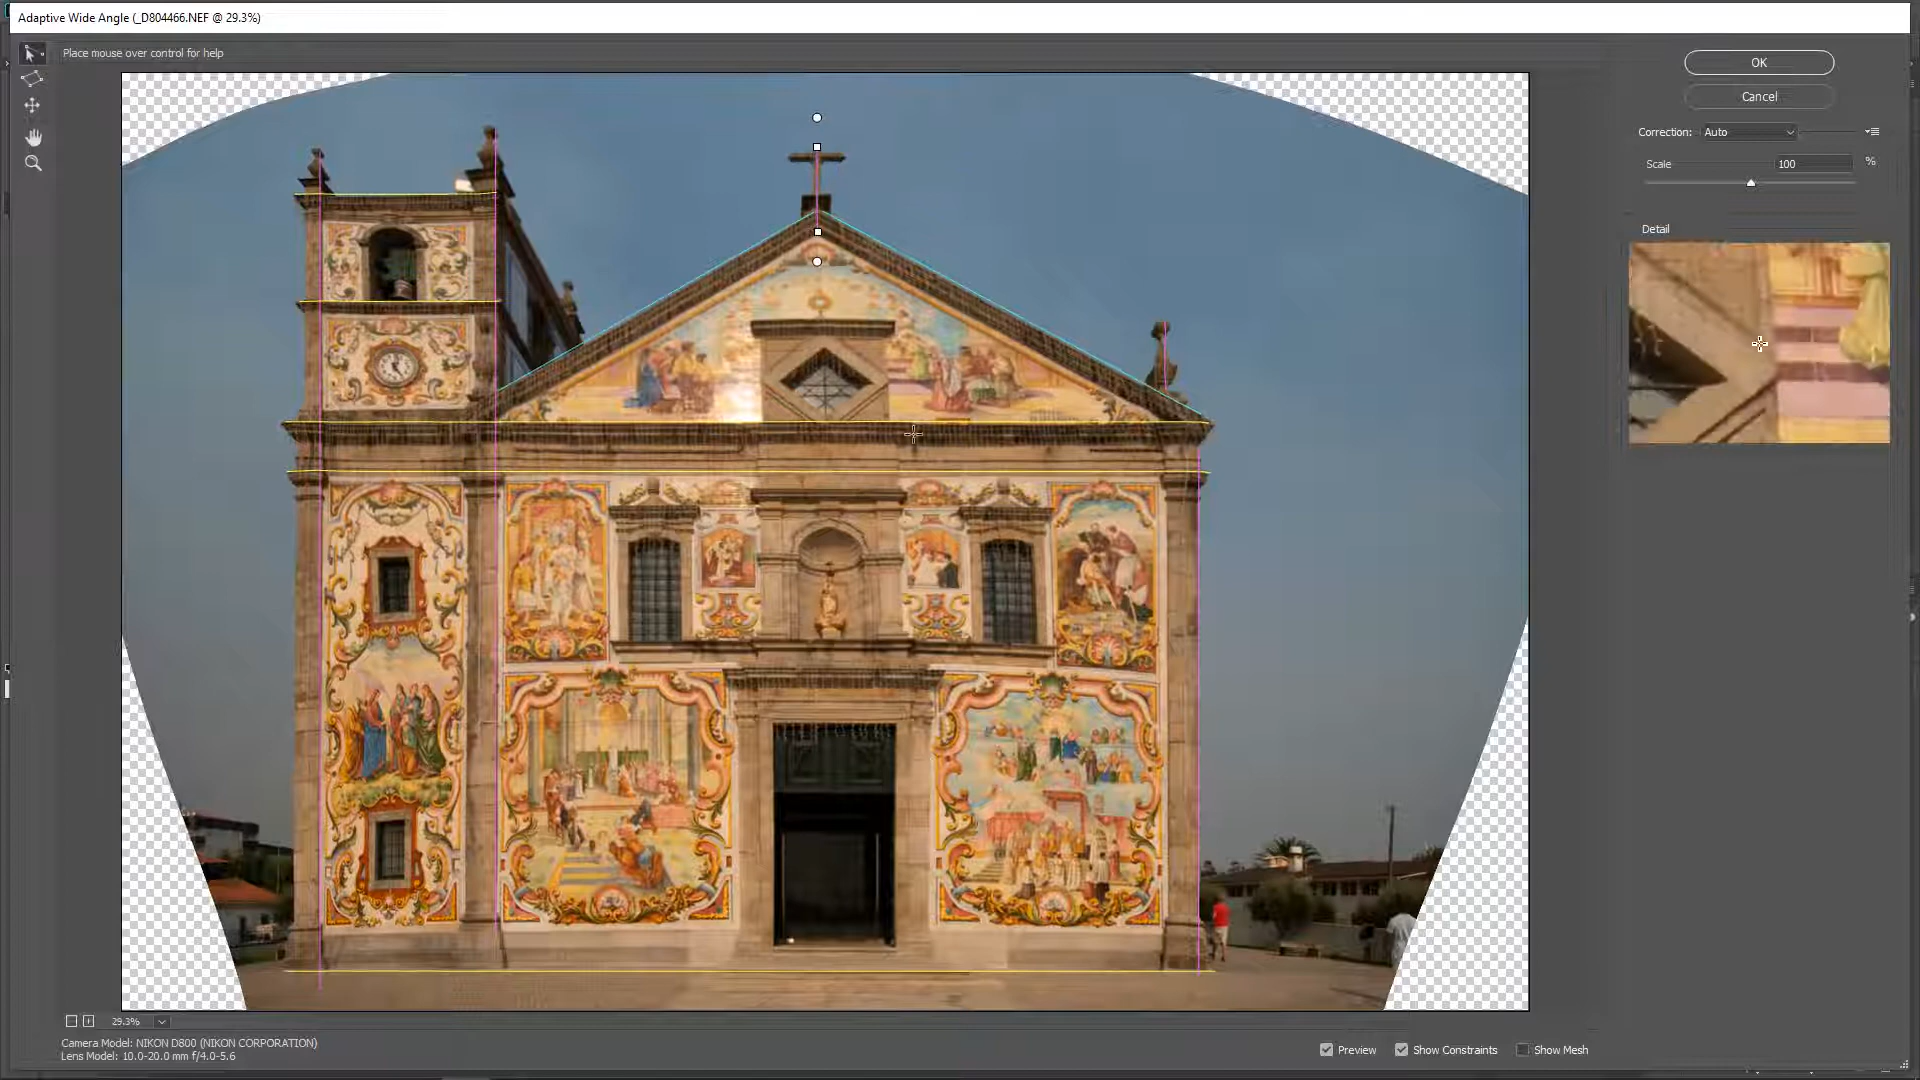 Adaptive Wide Angle (_D804466.NEF @ 29.3%)
Place mouse over control for help
OK
Cancel
Correction: Auto
Scale 100 %
Detail
29.3%
Camera Model: NIKON D800 (NIKON CORPORATION)
Lens Model: 10.0-20.0 mm f/4.0-5.6
Preview
Show Constraints
Show Mesh